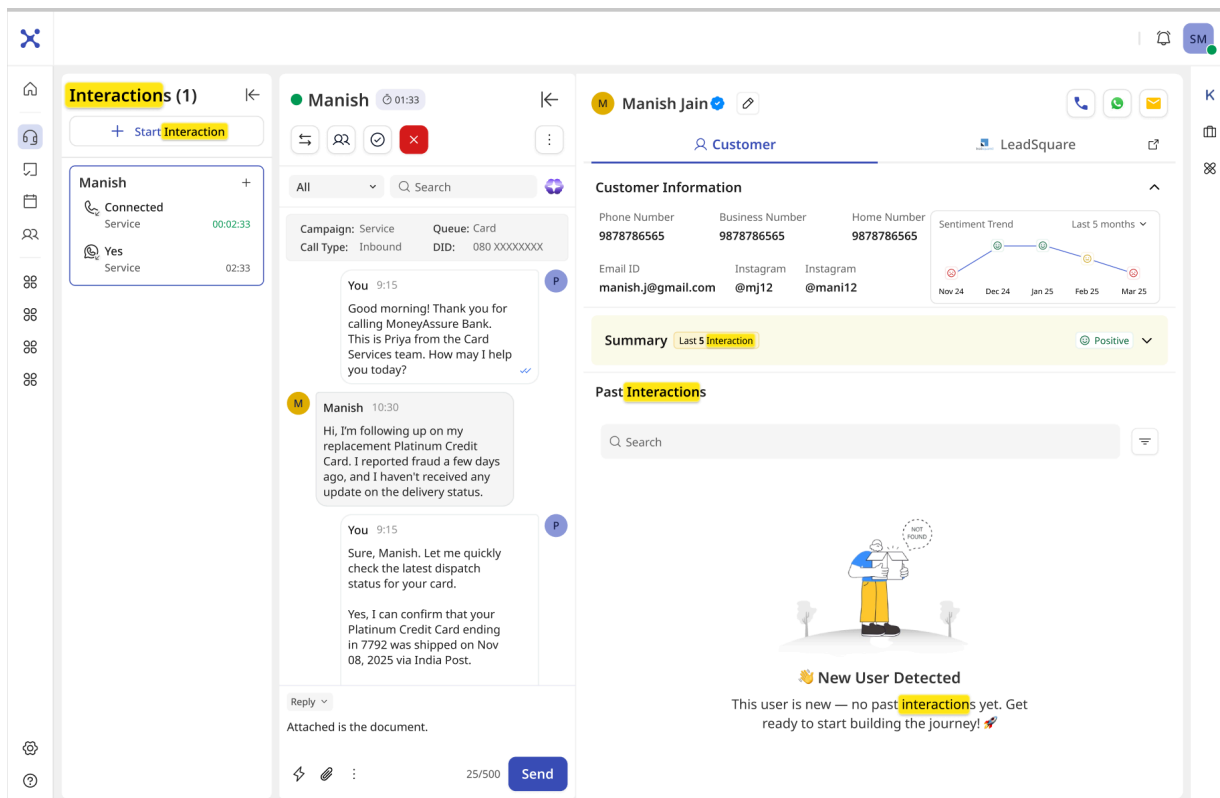 SM
Interactions (1)
+ Start Interaction
Manish +
Connected
Service 00:02:33
Yes
Service 02:33
Manish 01:33
All Search
Campaign: Service Queue: Card
Call Type: Inbound DID: 080 XXXXXXXX
You 9:15 P
Good morning! Thank you for
calling MoneyAssure Bank.
This is Priya from the Card
Services team. How may I help
you today?
M Manish 10:30
Hi, I'm following up on my
replacement Platinum Credit
Card. I reported fraud a few days
ago, and I haven't received any
update on the delivery status.
You 9:15 P
Sure, Manish. Let me quickly
check the latest dispatch
status for your card.
Yes, I can confirm that your
Platinum Credit Card ending
in 7792 was shipped on Nov
08, 2025 via India Post.
Reply
Attached is the document.
25/500 Send
M Manish Jain
Customer LeadSquare
Customer Information
Phone Number Business Number Home Number
9878786565 9878786565 9878786565
Email ID Instagram Instagram
manish.j@gmail.com @mj12 @mani12
Sentiment Trend Last 5 months
Nov 24 Dec 24 Jan 25 Feb 25 Mar 25
Summary Last 5 Interaction Positive
Past Interactions
Search
NOT
FOUND
👋 New User Detected
This user is new — no past interactions yet. Get
ready to start building the journey! 🚀
K